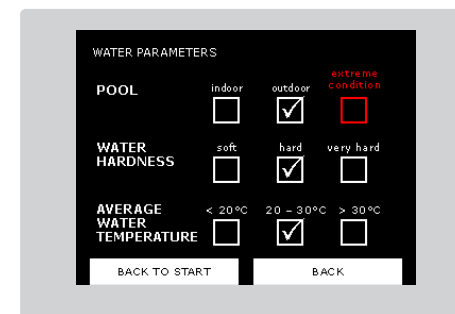 WATER PARAMETERS
extreme
POOL indoor outdoor condition
WATER soft hard very hard
HARDNESS
AVERAGE < 20°C 20 – 30°C > 30°C
WATER
TEMPERATURE
BACK TO START BACK